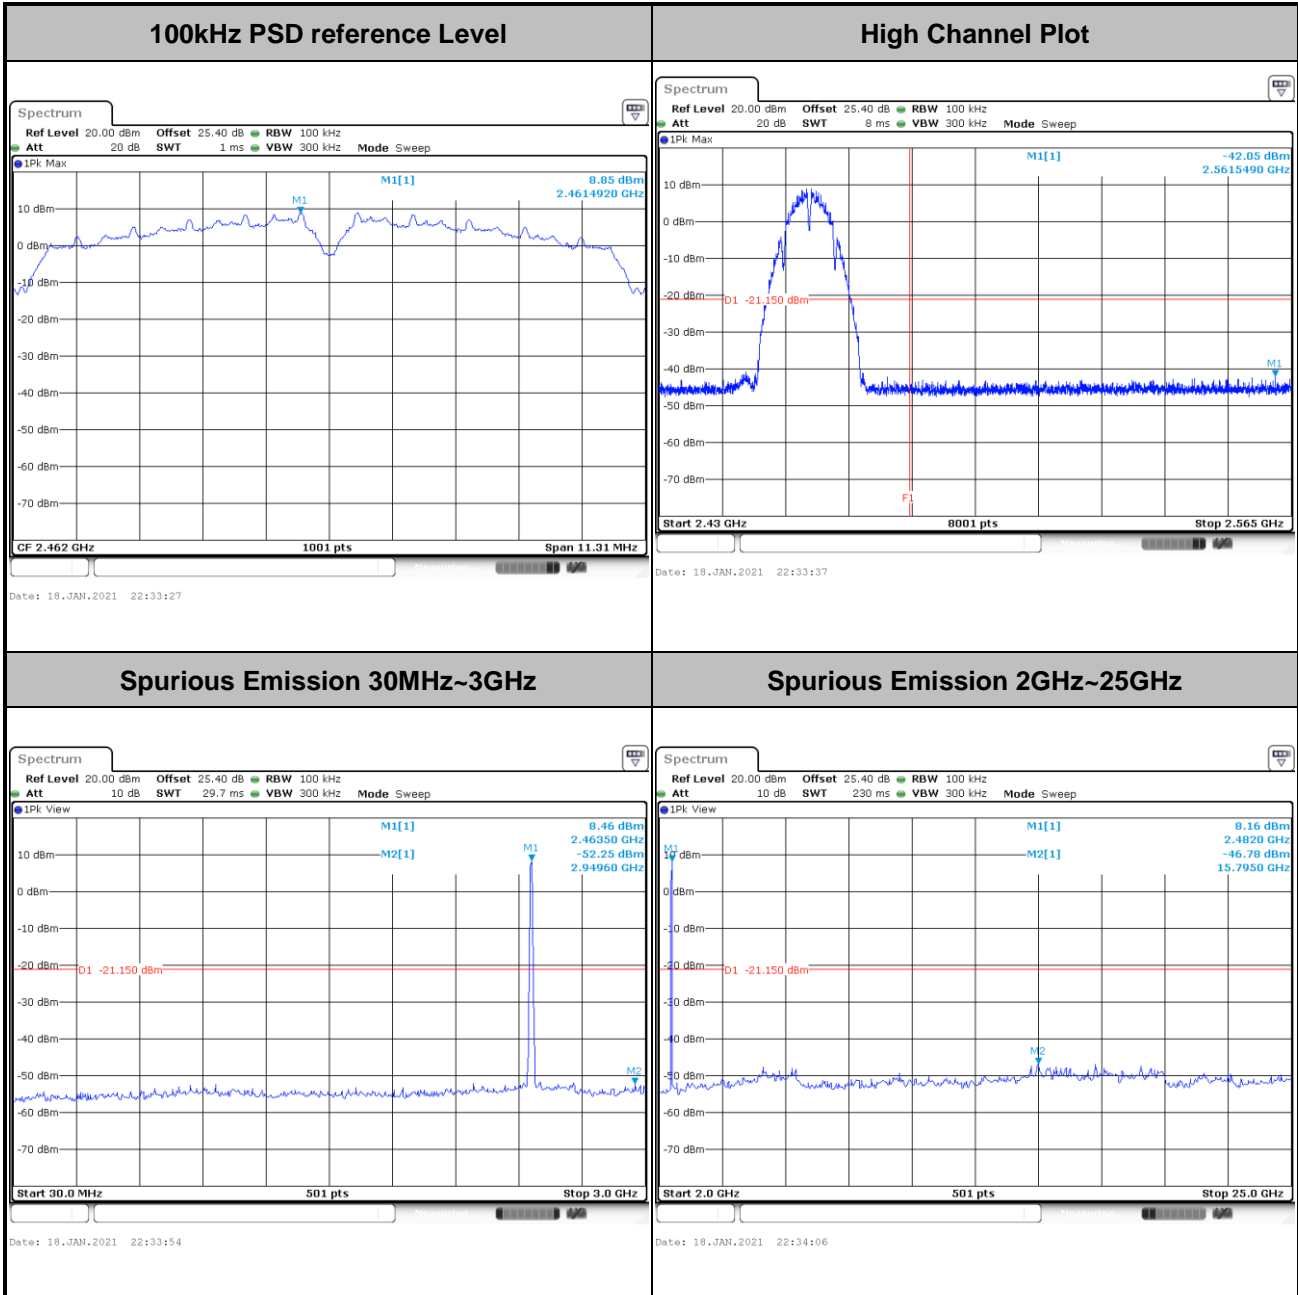 100kHz PSD reference Level
Spectrum
Ref Level 20.00 dBm Offset 25.40 dB RBW 100 kHz
Att 20 dB SWT 1 ms VBW 300 kHz Mode Sweep
1Pk Max
M1[1] 8.85 dBm
2.4614920 GHz
M1
10 dBm
0 dBm
-10 dBm
-20 dBm
-30 dBm
-40 dBm
-50 dBm
-60 dBm
-70 dBm
CF 2.462 GHz 1001 pts Span 11.31 MHz
Measuring...
Date: 18.JAN.2021 22:33:27
High Channel Plot
Spectrum
Ref Level 20.00 dBm Offset 25.40 dB RBW 100 kHz
Att 20 dB SWT 8 ms VBW 300 kHz Mode Sweep
1Pk Max
M1[1] -42.05 dBm
2.5615490 GHz
10 dBm
0 dBm
-10 dBm
-20 dBm
D1 -21.150 dBm
-30 dBm
-40 dBm
M1
-50 dBm
-60 dBm
-70 dBm
F1
Start 2.43 GHz 8001 pts Stop 2.565 GHz
Measuring...
Date: 18.JAN.2021 22:33:37
Spurious Emission 30MHz~3GHz
Spectrum
Ref Level 20.00 dBm Offset 25.40 dB RBW 100 kHz
Att 10 dB SWT 29.7 ms VBW 300 kHz Mode Sweep
1Pk View
M1[1] 8.46 dBm
2.46350 GHz
M2[1] -52.25 dBm
2.94960 GHz
M1
10 dBm
0 dBm
-10 dBm
-20 dBm
D1 -21.150 dBm
-30 dBm
-40 dBm
-50 dBm
M2
-60 dBm
-70 dBm
Start 30.0 MHz 501 pts Stop 3.0 GHz
Measuring...
Date: 18.JAN.2021 22:33:54
Spurious Emission 2GHz~25GHz
Spectrum
Ref Level 20.00 dBm Offset 25.40 dB RBW 100 kHz
Att 10 dB SWT 230 ms VBW 300 kHz Mode Sweep
1Pk View
M1[1] 8.16 dBm
2.4820 GHz
M2[1] -46.78 dBm
15.7950 GHz
M1
10 dBm
0 dBm
-10 dBm
-20 dBm
D1 -21.150 dBm
-30 dBm
-40 dBm
M2
-50 dBm
-60 dBm
-70 dBm
Start 2.0 GHz 501 pts Stop 25.0 GHz
Measuring...
Date: 18.JAN.2021 22:34:06